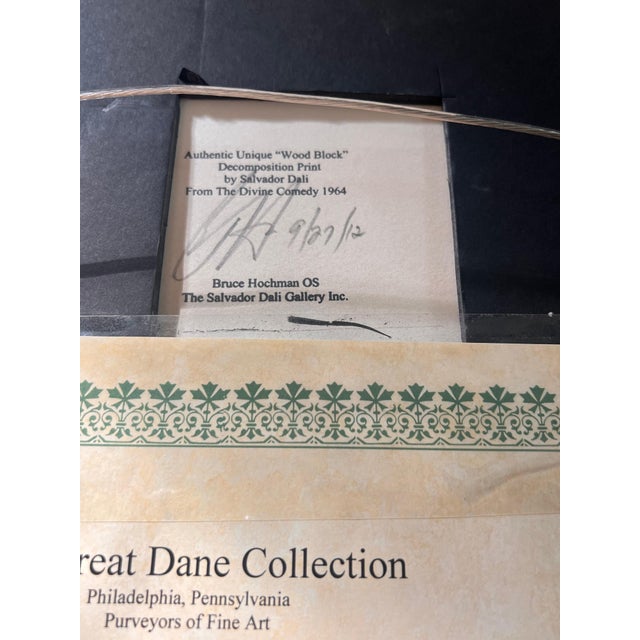 Authentic Unique "Wood Block"
Decomposition Print
by Salvador Dali
From The Divine Comedy 1964
9/27/12
Bruce Hochman OS
The Salvador Dali Gallery Inc.
reat Dane Collection
Philadelphia, Pennsylvania
Purveyors of Fine Art